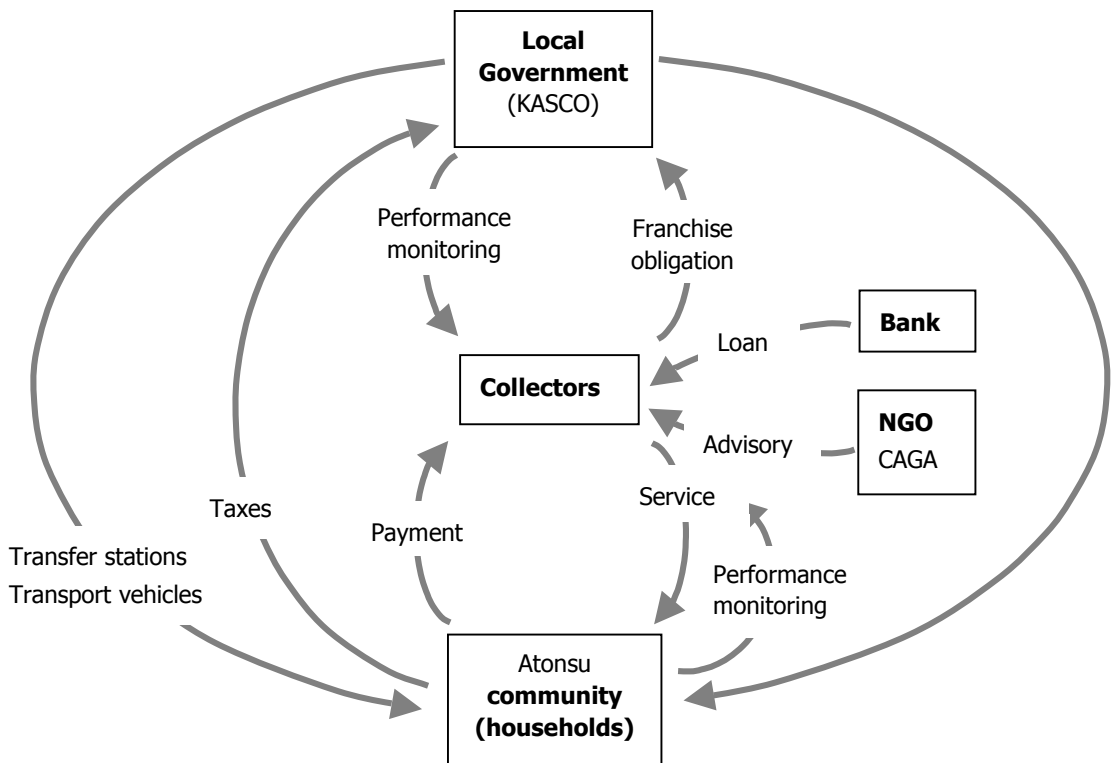 Local
Government
(KASCO)
Performance
monitoring
Franchise
obligation
Bank
Loan
Collectors
NGO
CAGA
Advisory
Service
Taxes
Payment
Transfer stations
Transport vehicles
Performance
monitoring
Atonsu
community
(households)